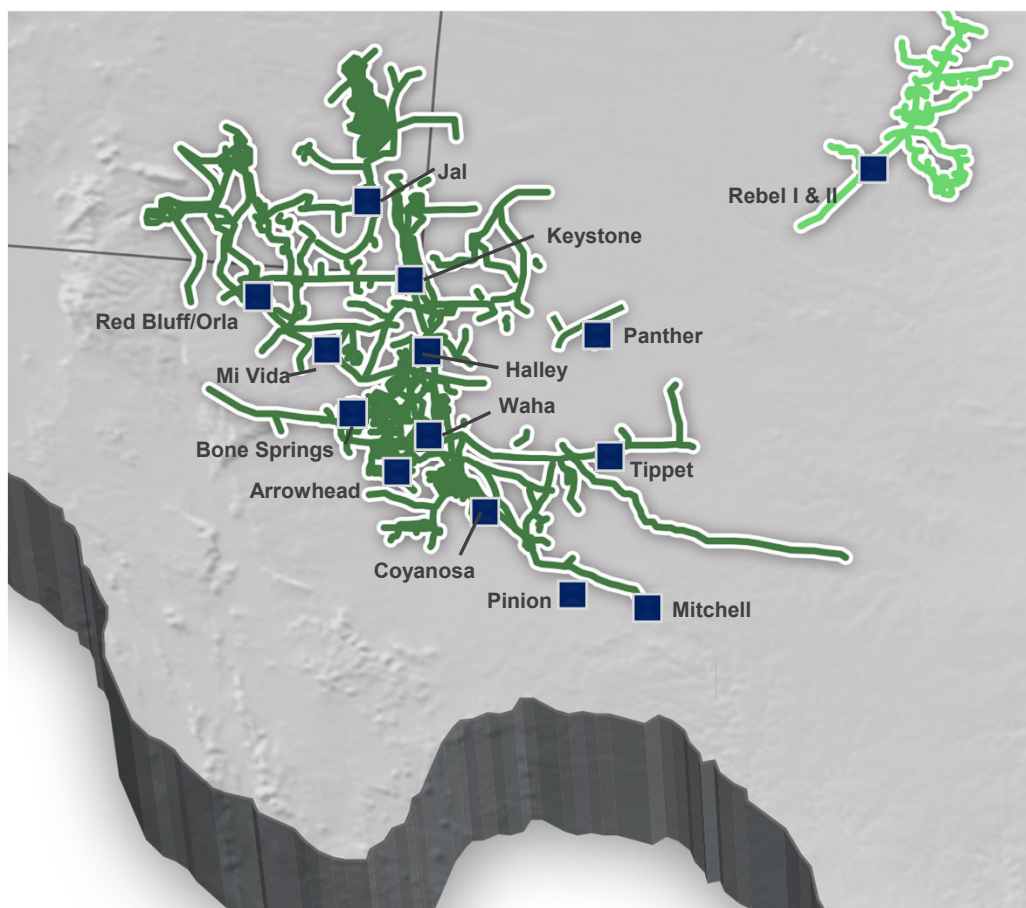 Jal
Rebel I & II
Keystone
Red Bluff/Orla
Panther
Halley
Mi Vida
Waha
Bone Springs
Tippet
Arrowhead
Coyanosa
Pinion
Mitchell